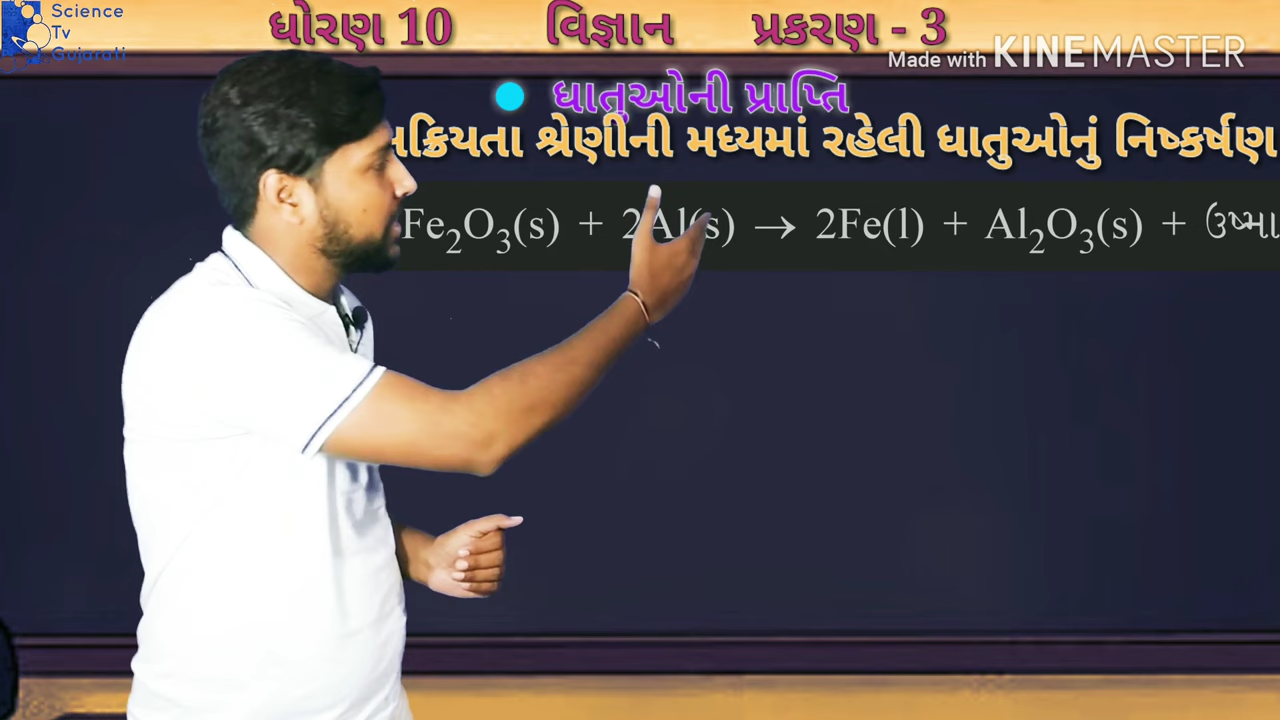 Science
Tv
Gujarati
ધોરણ 10 વિજ્ઞાન પ્રકરણ - 3
Made with KINEMASTER
ધાતુઓની પ્રાપ્તિ
શ્રેણીની મધ્યમાં રહેલી ધાતુઓનું નિષ્કર્ષણ
Fe₂O₃(s) + 2Al(s) → 2Fe(l) + Al₂O₃(s) + ઉષ્મા